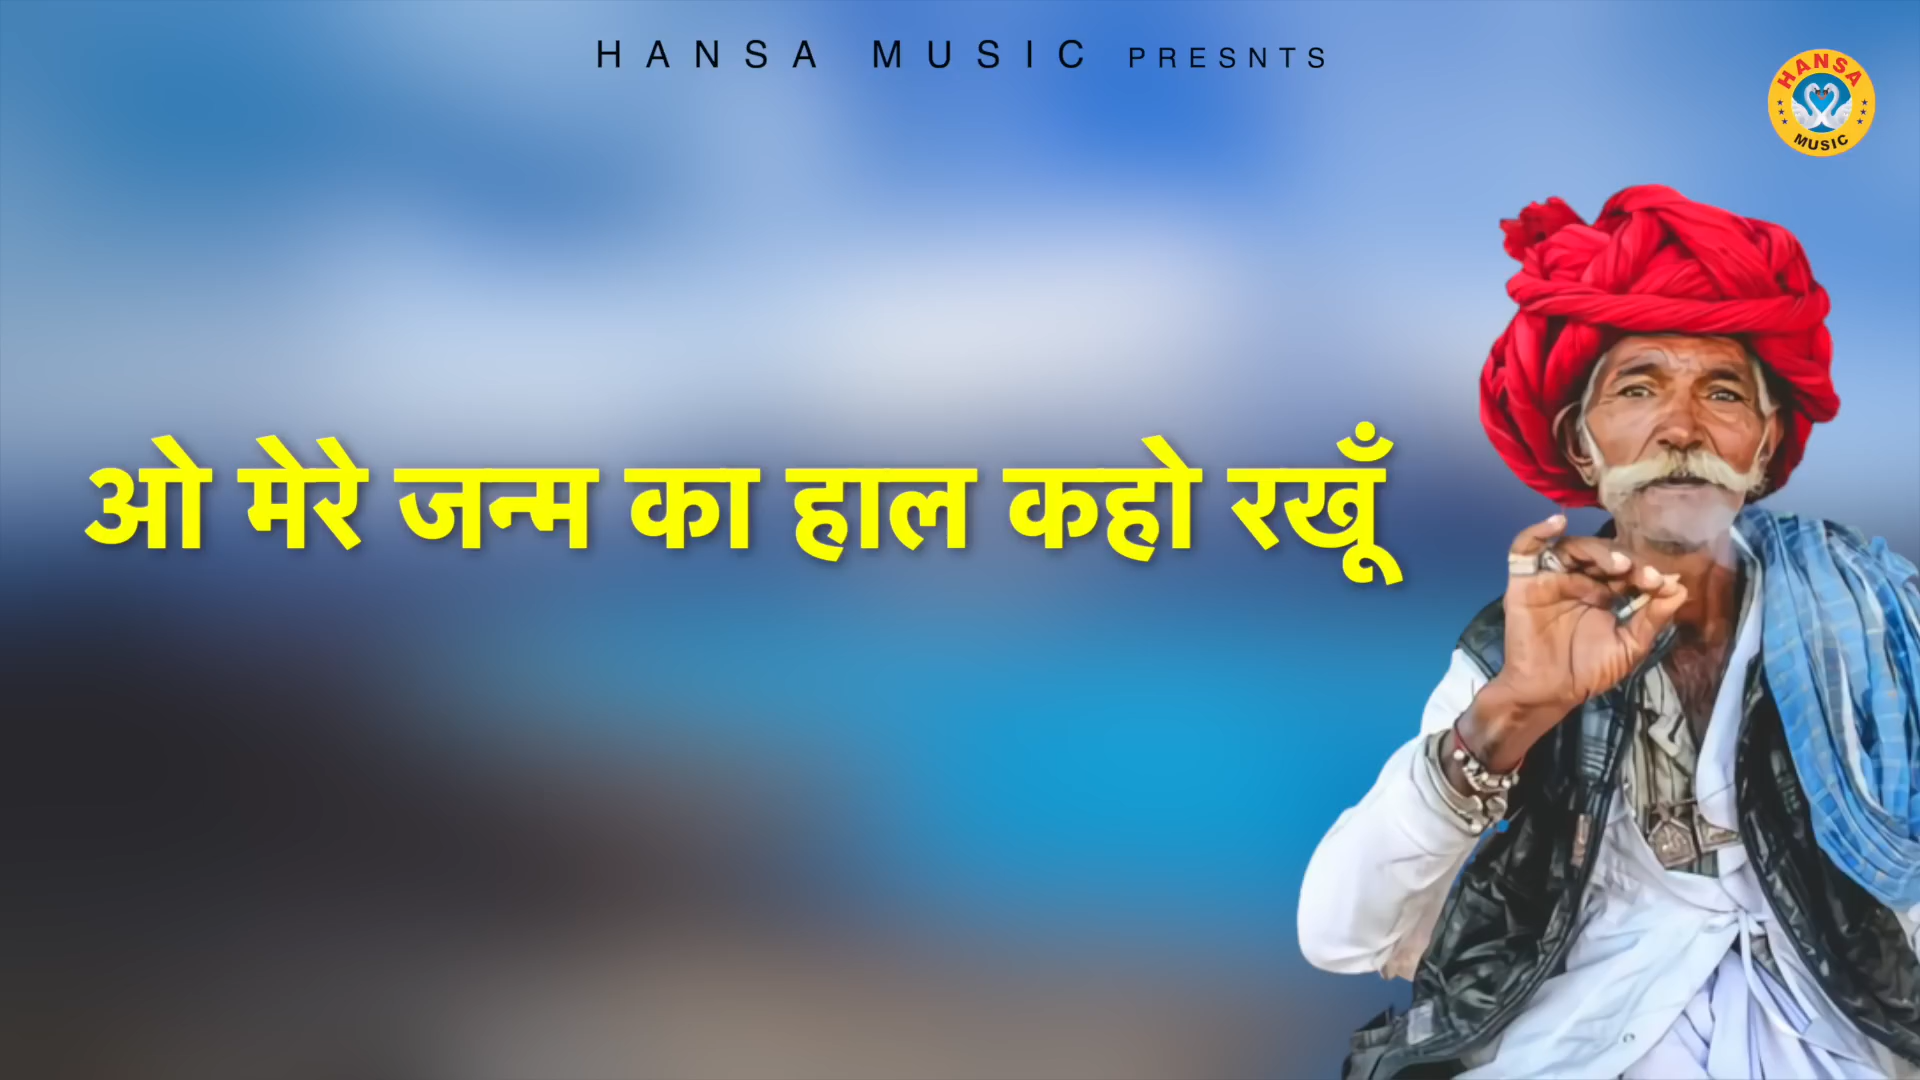 HANSA MUSIC PRESNTS
HANSA
MUSIC
ओ मेरे जन्म का हाल कहो रखूँ